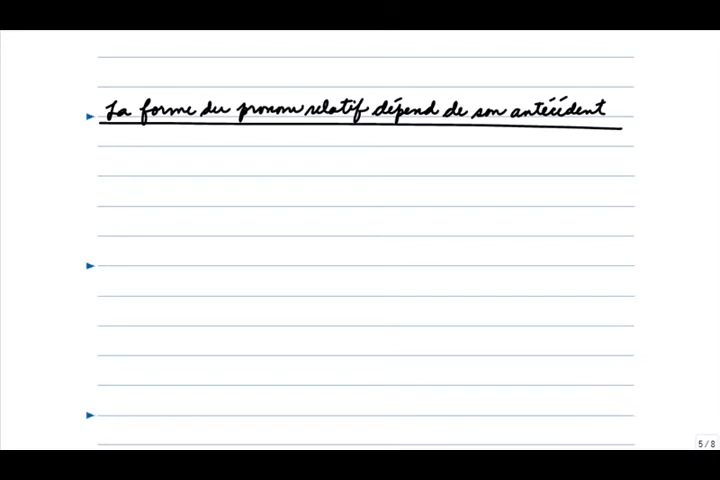 La forme du pronom relatif dépend de son antécédent
5/8